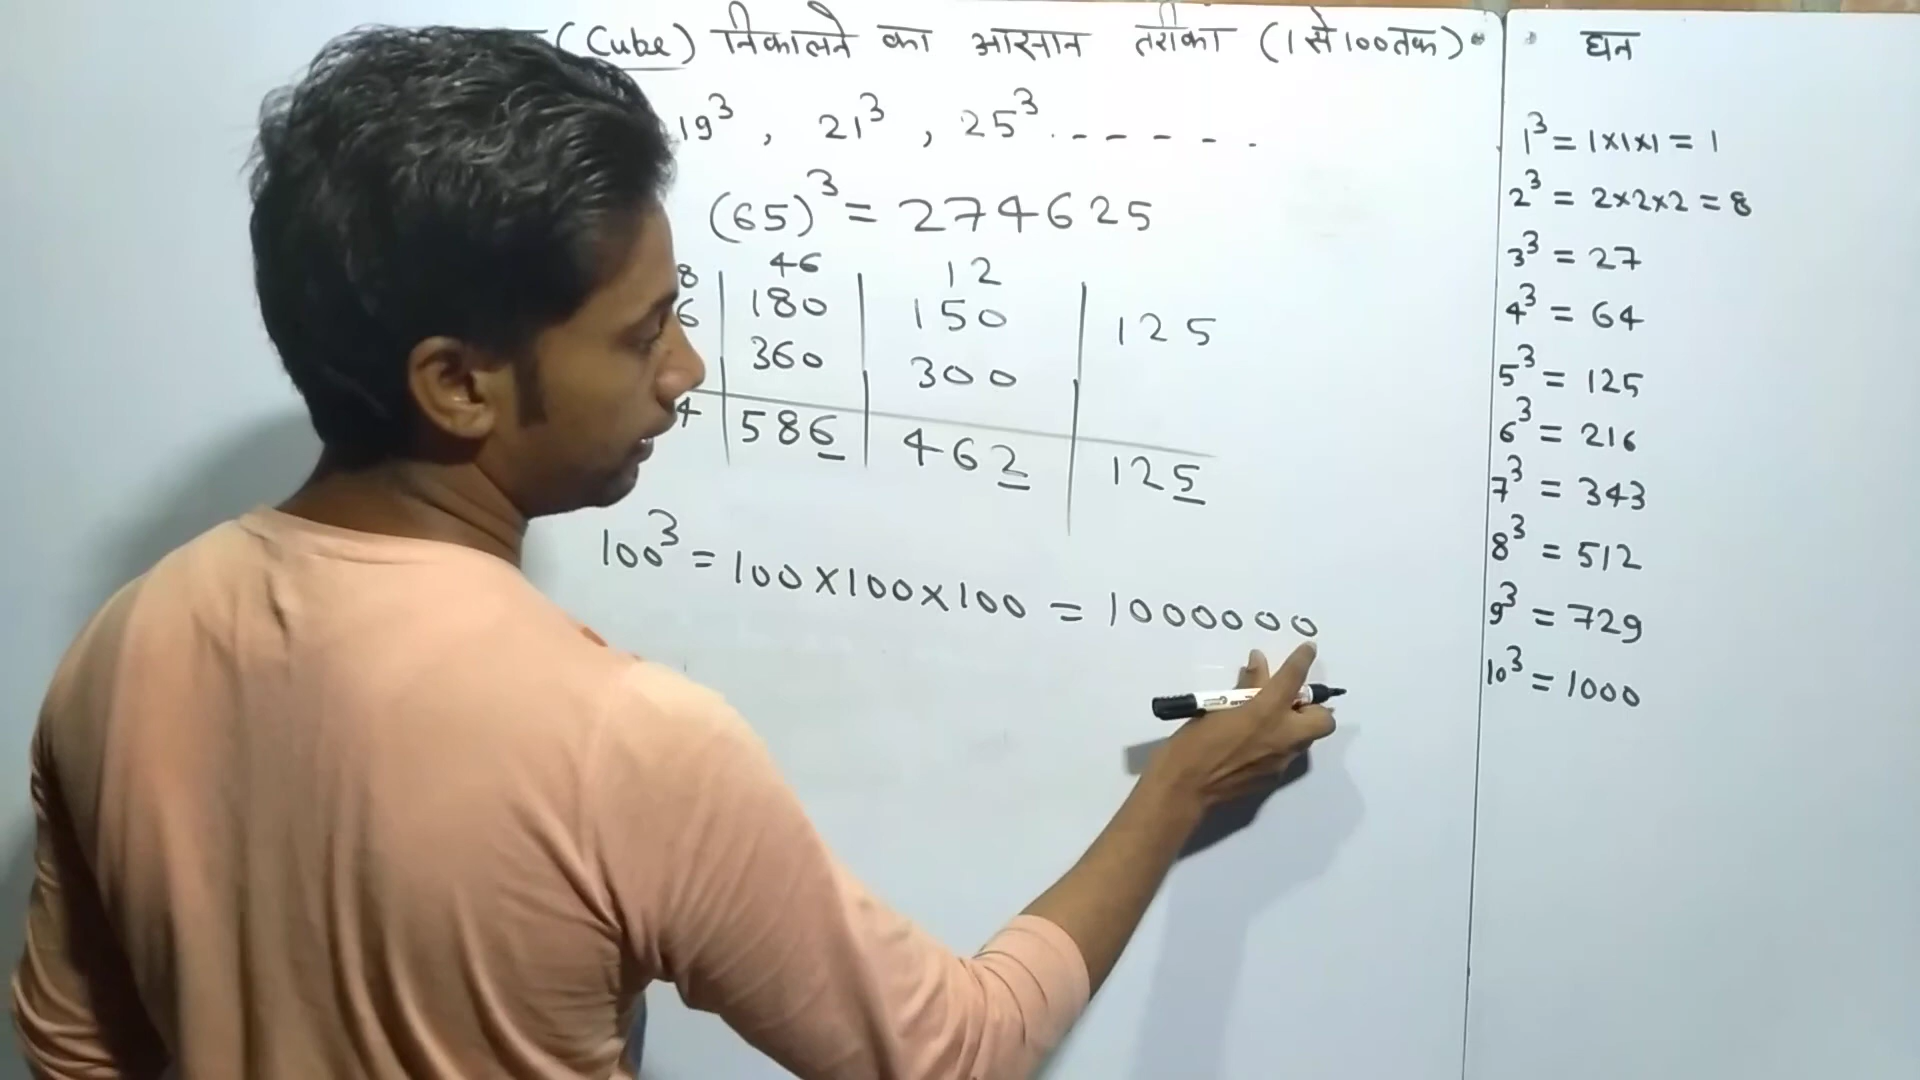 (Cube) निकालने का आसान तरीका (1 से 100 तक)
19³ , 21³ , 25³ . - - - - .
(65)³ = 274625
8 | 46 | 12
6 | 180 | 150 | 125
360 | 300
4 | 586 | 462 | 125
100³ = 100×100×100 = 1000000
घन
1³ = 1×1×1 = 1
2³ = 2×2×2 = 8
3³ = 27
4³ = 64
5³ = 125
6³ = 216
7³ = 343
8³ = 512
9³ = 729
10³ = 1000